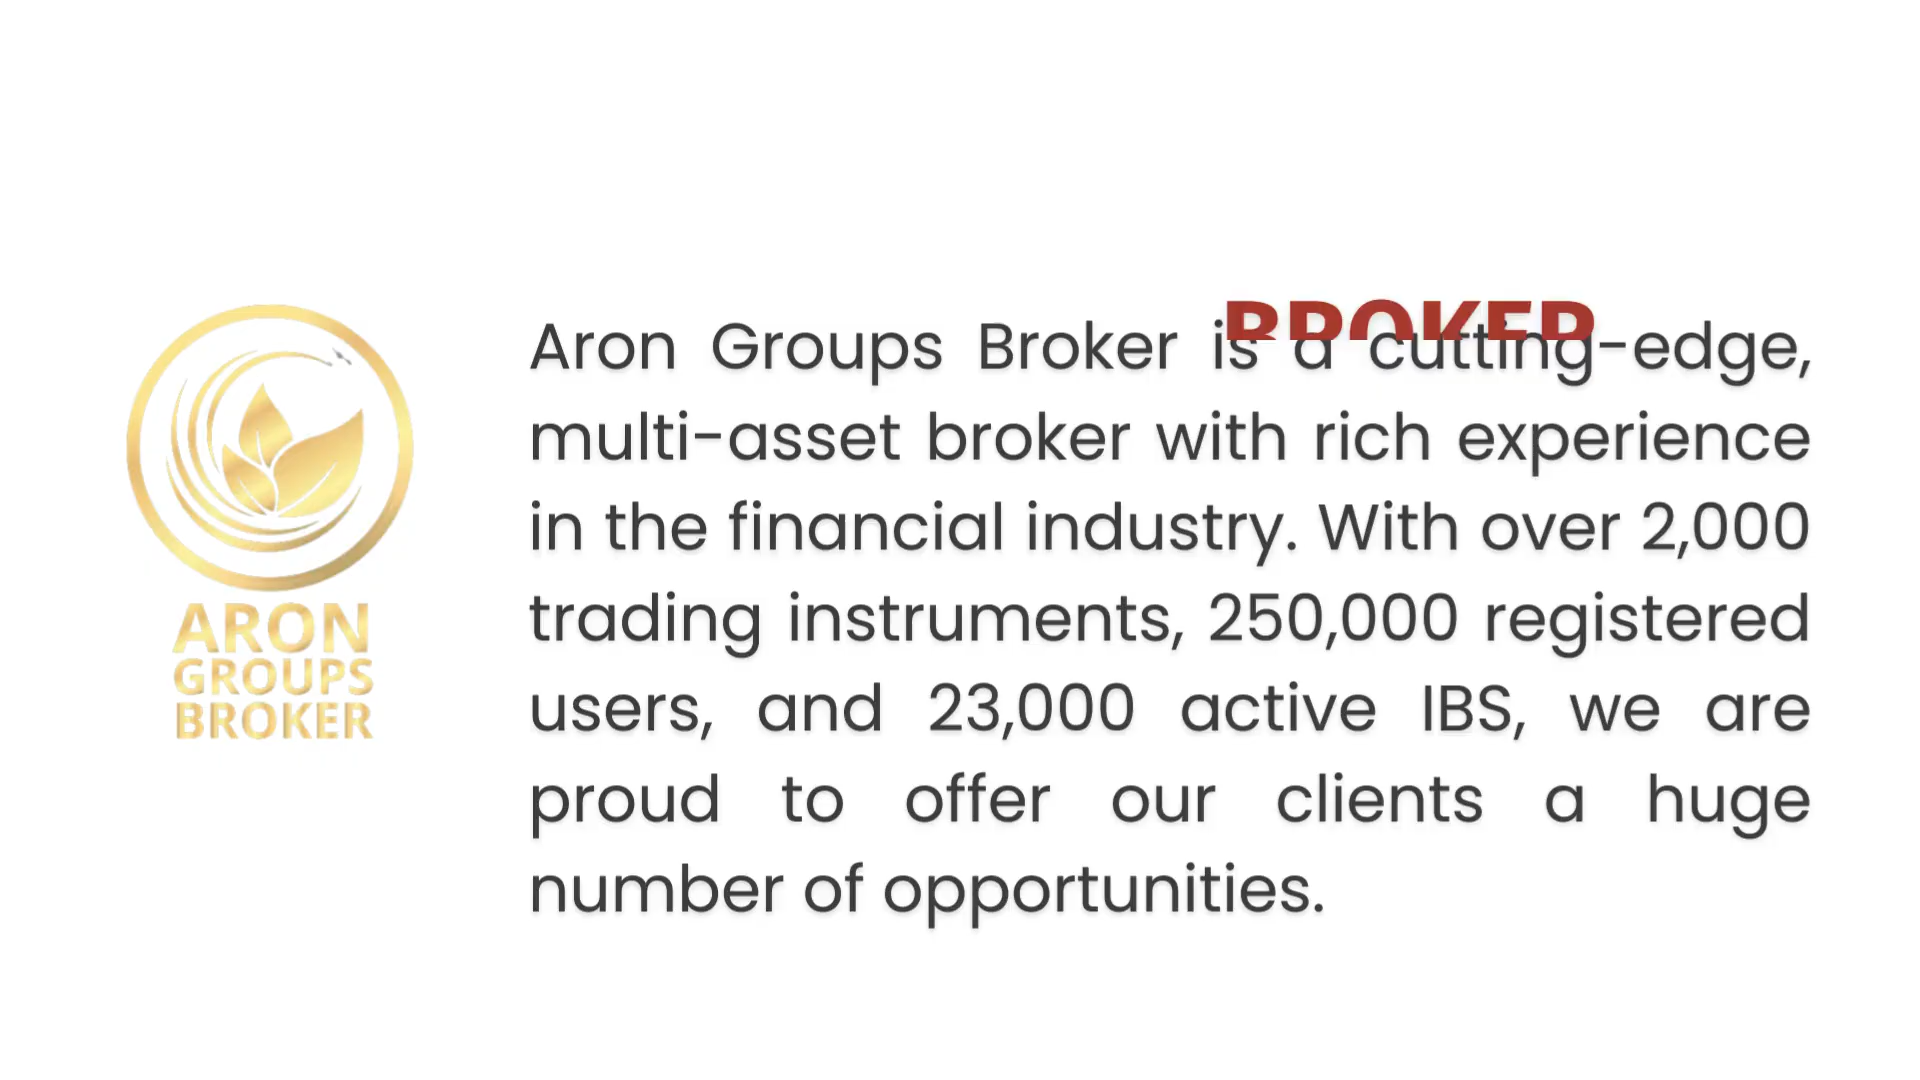 ARON
GROUPS
BROKER
BROKER
Aron Groups Broker is a cutting-edge,
multi-asset broker with rich experience
in the financial industry. With over 2,000
trading instruments, 250,000 registered
users, and 23,000 active IBS, we are
proud to offer our clients a huge
number of opportunities.